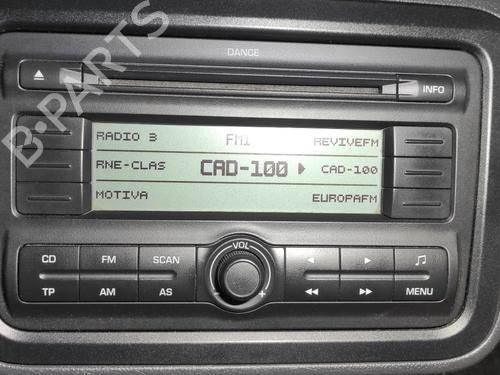 B-PARTS
DANCE
INFO
RADIO 3
FM1
REVIVEFM
RNE-CLAS
CAD-100
CAD-100
MOTIVA
EUROPAFM
CD
FM
SCAN
VOL
TP
AM
AS
MENU